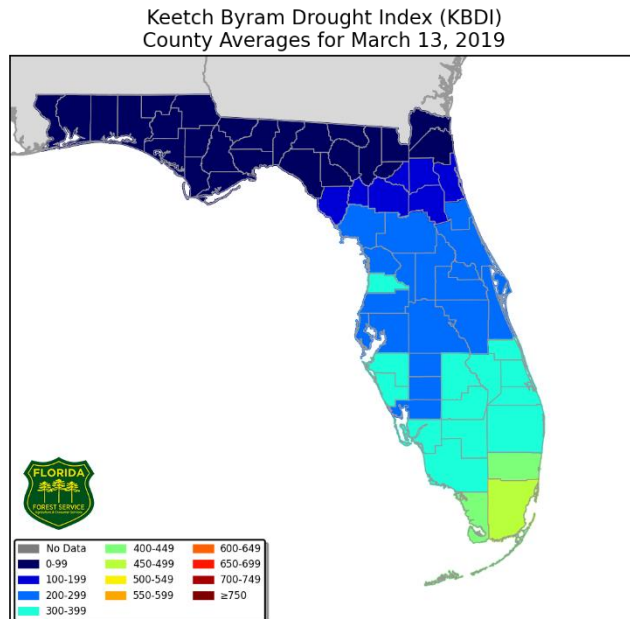 Keetch Byram Drought Index (KBDI)
County Averages for March 13, 2019
FLORIDA
FOREST SERVICE
No Data
0-99
100-199
200-299
300-399
400-449
450-499
500-549
550-599
600-649
650-699
700-749
≥750